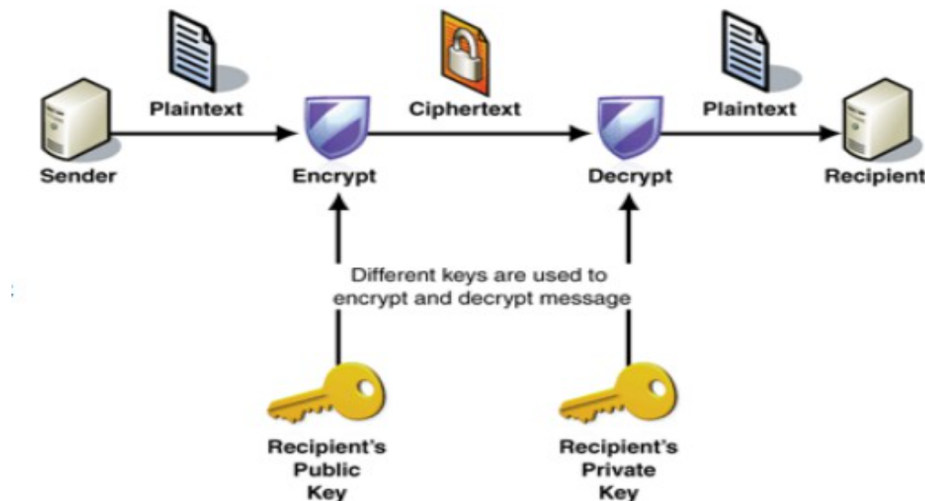 Plaintext
Ciphertext
Plaintext
Sender
Encrypt
Decrypt
Recipient
Different keys are used to
encrypt and decrypt message
Recipient's
Public
Key
Recipient's
Private
Key